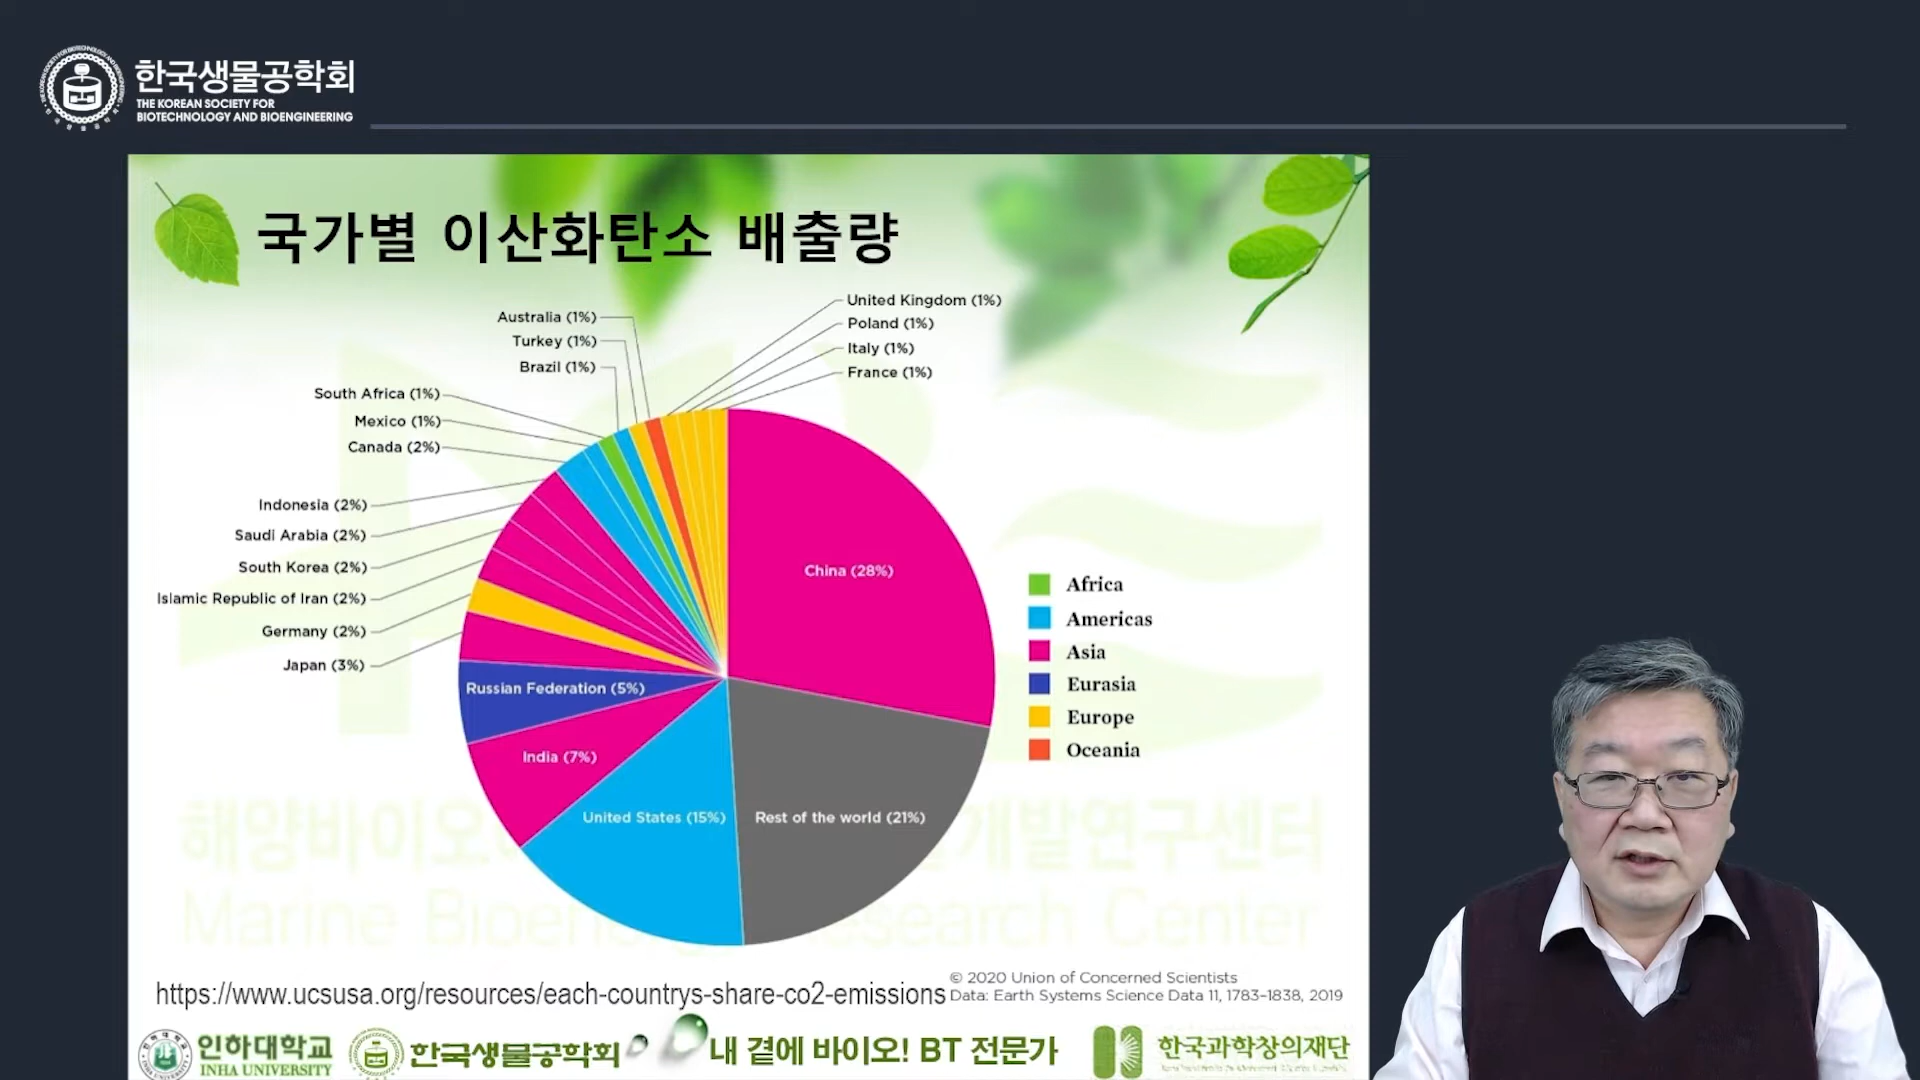 한국생물공학회
THE KOREAN SOCIETY FOR
BIOTECHNOLOGY AND BIOENGINEERING
국가별 이산화탄소 배출량
United Kingdom (1%)
Poland (1%)
Italy (1%)
France (1%)
Australia (1%)
Turkey (1%)
Brazil (1%)
South Africa (1%)
Mexico (1%)
Canada (2%)
Indonesia (2%)
Saudi Arabia (2%)
South Korea (2%)
Islamic Republic of Iran (2%)
Germany (2%)
Japan (3%)
Russian Federation (5%)
India (7%)
United States (15%)
Rest of the world (21%)
China (28%)
Africa
Americas
Asia
Eurasia
Europe
Oceania
해양바이오 개발연구센터
Marine Bioen Research Center
https://www.ucsusa.org/resources/each-countrys-share-co2-emissions
© 2020 Union of Concerned Scientists
Data: Earth Systems Science Data 11, 1783–1838, 2019
인하대학교
INHA UNIVERSITY
한국생물공학회
내 곁에 바이오! BT 전문가
한국과학창의재단